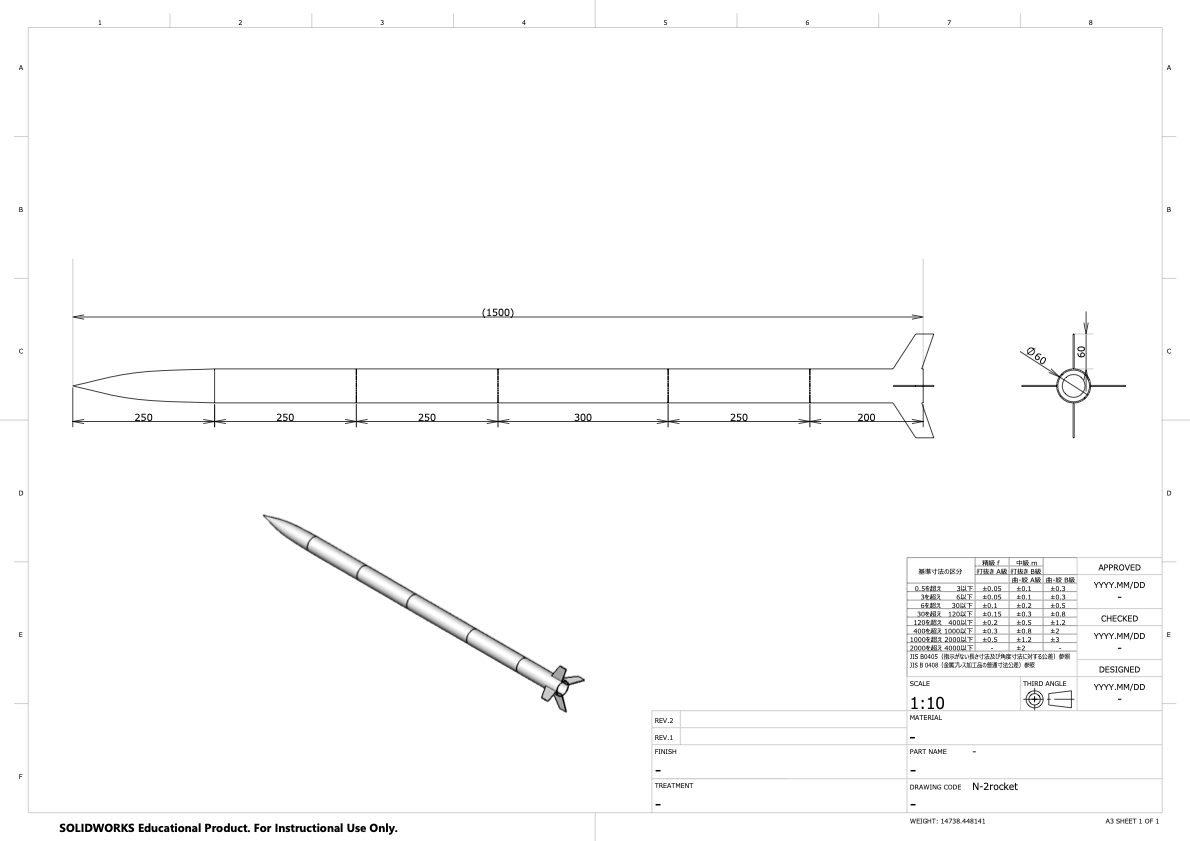 1 2 3 4 5 6 7 8
A A
B B
(1500)
C C
Ø60
60
250 250 250 300 250 200
D D
精級 f 中級 m
基準寸法の区分 打抜き A級 打抜き B級
曲・絞 A級 曲・絞 B級
0.5を超え 3以下 ±0.05 ±0.1 ±0.3
3を超え 6以下 ±0.05 ±0.1 ±0.3
6を超え 30以下 ±0.1 ±0.2 ±0.5
30を超え 120以下 ±0.15 ±0.3 ±0.8
120を超え 400以下 ±0.2 ±0.5 ±1.2
400を超え 1000以下 ±0.3 ±0.8 ±2
1000を超え 2000以下 ±0.5 ±1.2 ±3
2000を超え 4000以下 - ±2 -
JIS B0405（指示がない長さ寸法及び角度寸法に対する公差）参照
JIS B 0408（金属プレス加工品の普通寸法公差）参照
APPROVED
YYYY.MM/DD
-
CHECKED
YYYY.MM/DD
-
DESIGNED
YYYY.MM/DD
-
E E
SCALE
1:10
THIRD ANGLE
REV.2
REV.1
MATERIAL
-
FINISH
-
PART NAME -
-
TREATMENT
-
DRAWING CODE N-2rocket
-
F
SOLIDWORKS Educational Product. For Instructional Use Only.
WEIGHT: 14738.448141
A3 SHEET 1 OF 1